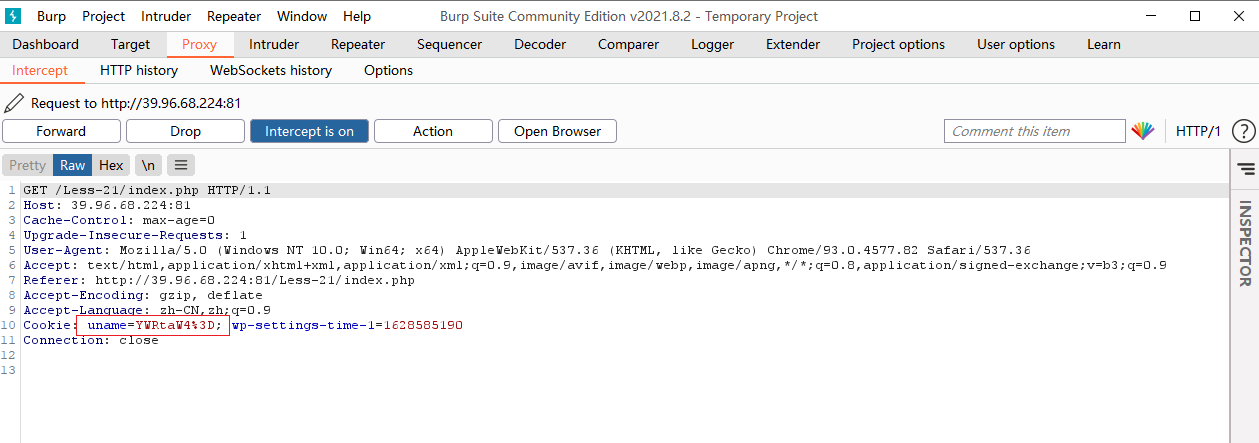 Burp Project Intruder Repeater Window Help Burp Suite Community Edition v2021.8.2 - Temporary Project
Dashboard Target Proxy Intruder Repeater Sequencer Decoder Comparer Logger Extender Project options User options Learn
Intercept HTTP history WebSockets history Options
Request to http://39.96.68.224:81
Forward Drop Intercept is on Action Open Browser Comment this item HTTP/1 ?
Pretty Raw Hex \n
1 GET /Less-21/index.php HTTP/1.1
2 Host: 39.96.68.224:81
3 Cache-Control: max-age=0
4 Upgrade-Insecure-Requests: 1
5 User-Agent: Mozilla/5.0 (Windows NT 10.0; Win64; x64) AppleWebKit/537.36 (KHTML, like Gecko) Chrome/93.0.4577.82 Safari/537.36
6 Accept: text/html,application/xhtml+xml,application/xml;q=0.9,image/avif,image/webp,image/apng,*/*;q=0.8,application/signed-exchange;v=b3;q=0.9
7 Referer: http://39.96.68.224:81/Less-21/index.php
8 Accept-Encoding: gzip, deflate
9 Accept-Language: zh-CN,zh;q=0.9
10 Cookie: uname=YWRtaW4%3D; wp-settings-time-1=1628585190
11 Connection: close
12
13
INSPECTOR